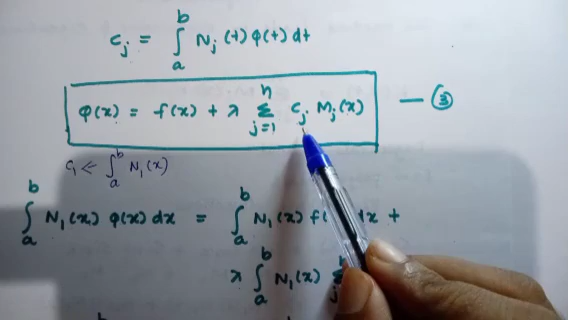 c_j = ∫_a^b N_j(t) φ(t) dt
φ(x) = f(x) + λ Σ_{j=1}^n c_j M_j(x) — ③
c_1 ← ∫_a^b N_1(x)
∫_a^b N_1(x) φ(x) dx = ∫_a^b N_1(x) f( dx +
λ ∫_a^b N_1(x)